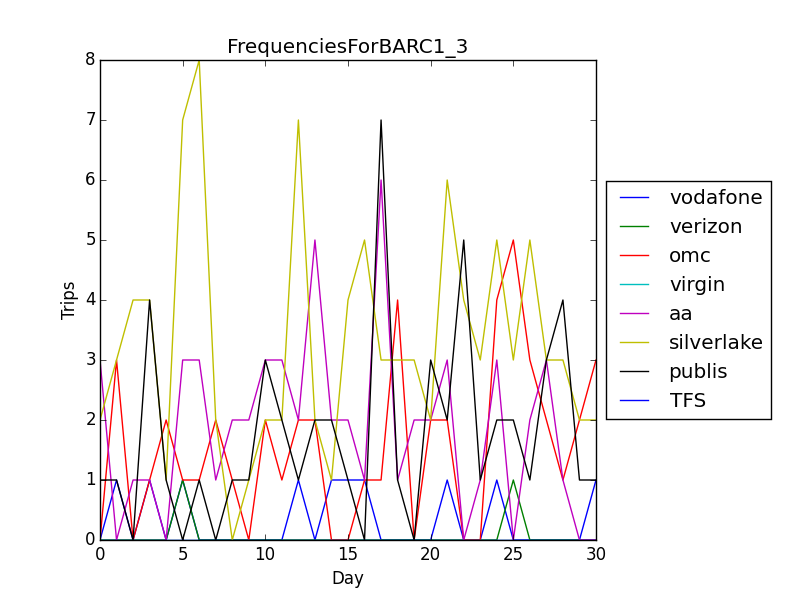 FrequenciesForBARC1_3
8
7
6
5
4
3
2
1
0
Trips
0 5 10 15 20 25 30
Day
vodafone
verizon
omc
virgin
aa
silverlake
publis
TFS